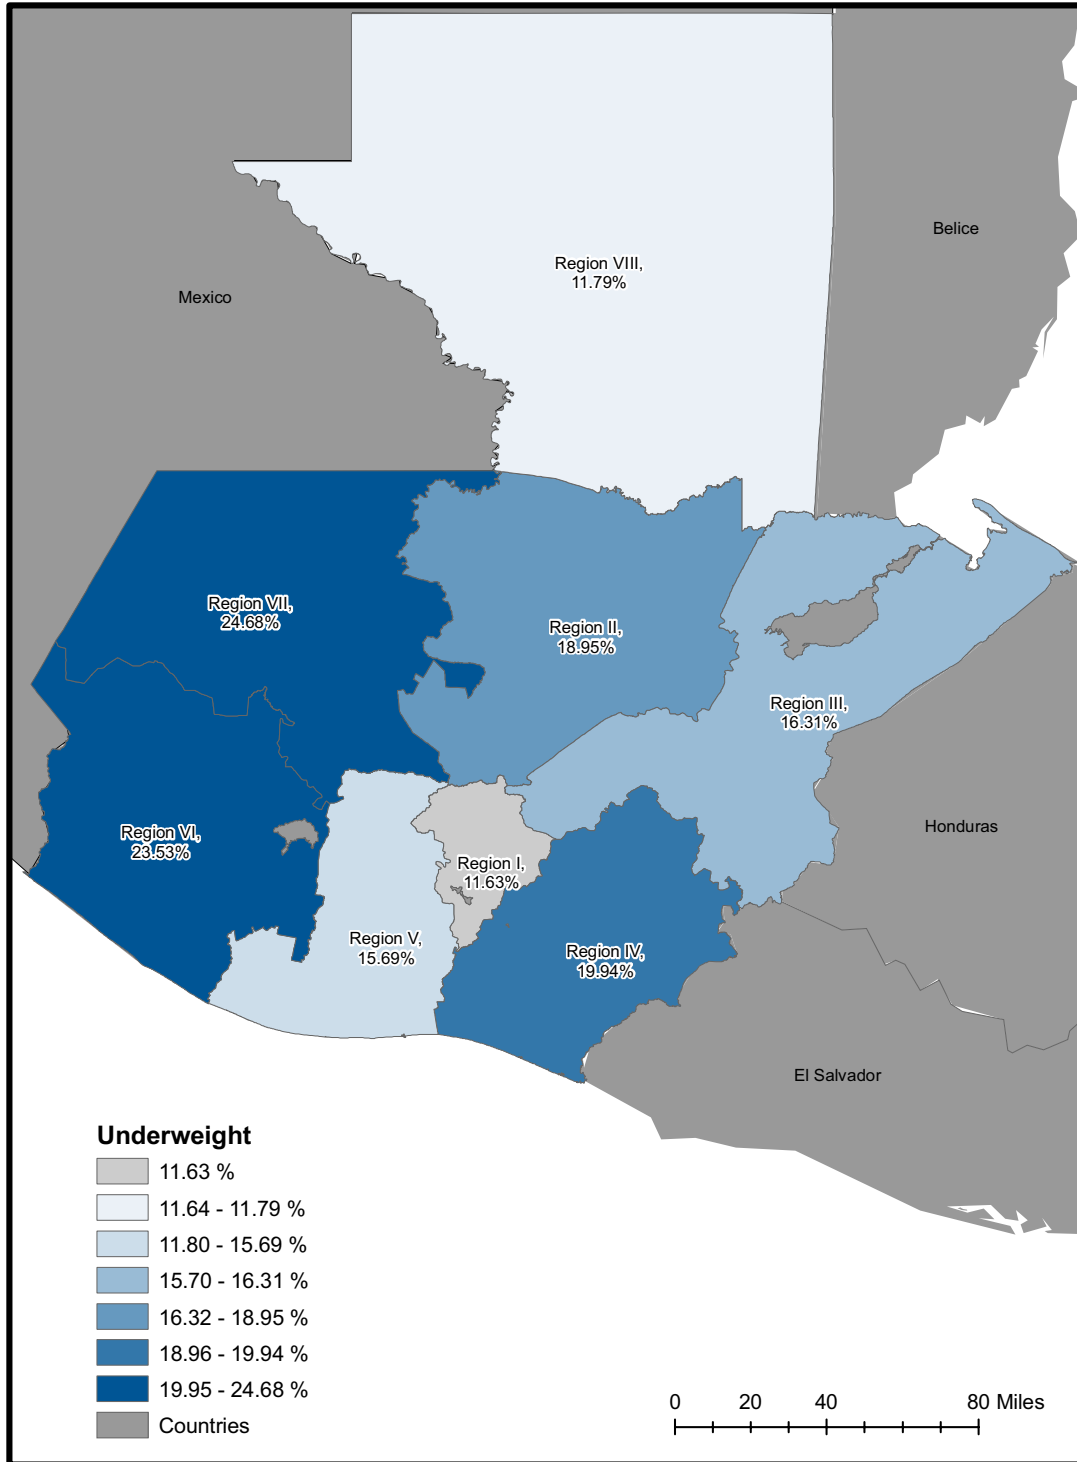 Belice
Region VIII,
11.79%
Mexico
Region VII,
24.68%
Region II,
18.95%
Region III,
16.31%
Region VI,
23.53%
Region I,
11.63%
Honduras
Region V,
15.69%
Region IV,
19.94%
El Salvador
Underweight
11.63 %
11.64 - 11.79 %
11.80 - 15.69 %
15.70 - 16.31 %
16.32 - 18.95 %
18.96 - 19.94 %
19.95 - 24.68 %
Countries
0 20 40 80 Miles